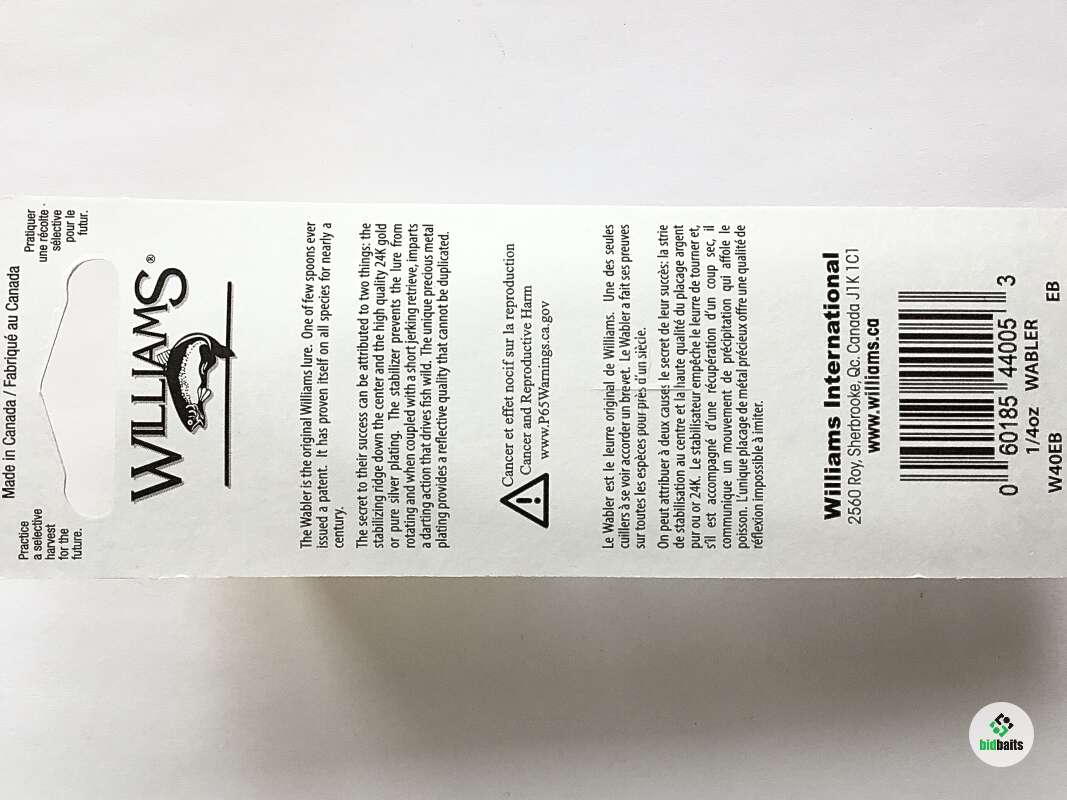 Made in Canada / Fabriqué au Canada
Practice
a selective
harvest
for the
future.
Pratiquer
une récolte
sélective
pour le
futur.
WILLIAMS®
The Wabler is the original Williams lure. One of few spoons ever
issued a patent. It has proven itself on all species for nearly a
century.
The secret to their success can be attributed to two things: the
stabilizing ridge down the center and the high quality 24K gold
or pure silver plating. The stabilizer prevents the lure from
rotating and when coupled with a short jerking retrieve, imparts
a darting action that drives fish wild. The unique precious metal
plating provides a reflective quality that cannot be duplicated.
Cancer et effet nocif sur la reproduction
Cancer and Reproductive Harm
www.P65Warnings.ca.gov
Le Wabler est le leurre original de Williams. Une des seules
cuillers à se voir accorder un brevet. Le Wabler a fait ses preuves
sur toutes les espèces pour près d'un siècle.
On peut attribuer à deux causes le secret de leur succès: la strie
de stabilisation au centre et la haute qualité du placage argent
pur ou or 24K. Le stabilisateur empêche le leurre de tourner et,
s'il est accompagné d'une récupération d'un coup sec, il
communique un mouvement de précipitation qui affole le
poisson. L'unique placage de métal précieux offre une qualité de
réflexion impossible à imiter.
Williams International
2560 Roy, Sherbrooke, Qc. Canada J1K 1C1
www.williams.ca
0 60185 44005 3
1/4oz WABLER
W40EB EB
bidbaits